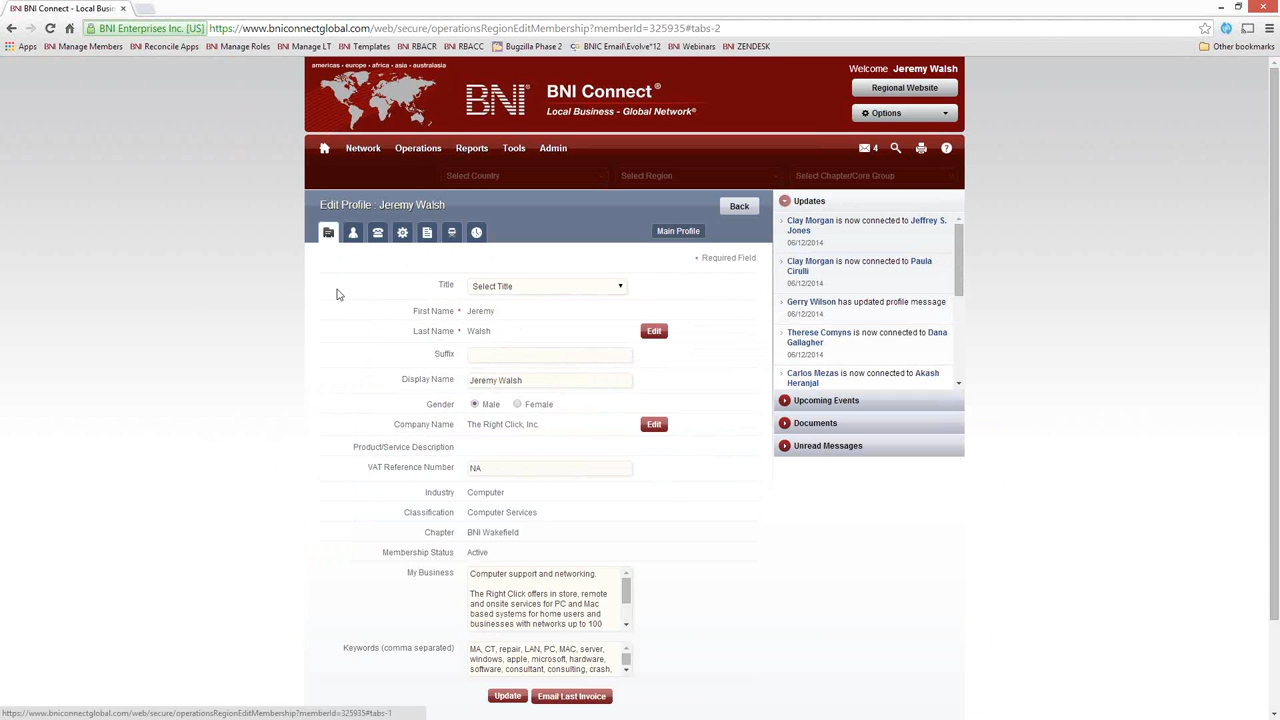 BNI BNI Connect - Local Busin
BNI Enterprises Inc. [US]
https://www.bniconnectglobal.com/web/secure/operationsRegionEditMembership?memberId=325935#tabs-2
Apps BNI Manage Members BNI Reconcile Apps BNI Manage Roles BNI Manage LT BNI Templates BNI RBACR BNI RBACC Bugzilla Phase 2 BNIC Email\Evolve*12 BNI Webinars BNI ZENDESK Other bookmarks
americas • europe • africa • asia • australasia
BNI®
BNI Connect®
Local Business - Global Network®
Welcome Jeremy Walsh
Regional Website
Options
Network Operations Reports Tools Admin 4 ?
Select Country Select Region Select Chapter/Core Group
Edit Profile : Jeremy Walsh
Back
Main Profile
• Required Field
Title Select Title
First Name • Jeremy
Last Name • Walsh Edit
Suffix
Display Name Jeremy Walsh
Gender Male Female
Company Name The Right Click, Inc. Edit
Product/Service Description
VAT Reference Number NA
Industry Computer
Classification Computer Services
Chapter BNI Wakefield
Membership Status Active
My Business Computer support and networking.
The Right Click offers in store, remote
and onsite services for PC and Mac
based systems for home users and
businesses with networks up to 100
Keywords (comma separated) MA, CT, repair, LAN, PC, MAC, server,
windows, apple, microsoft, hardware,
software, consultant, consulting, crash,
Update Email Last Invoice
Updates
Clay Morgan is now connected to Jeffrey S.
Jones
06/12/2014
Clay Morgan is now connected to Paula
Cirulli
06/12/2014
Gerry Wilson has updated profile message
06/12/2014
Therese Comyns is now connected to Dana
Gallagher
06/12/2014
Carlos Mezas is now connected to Akash
Heranjal
Upcoming Events
Documents
Unread Messages
https://www.bniconnectglobal.com/web/secure/operationsRegionEditMembership?memberId=325935#tabs-1